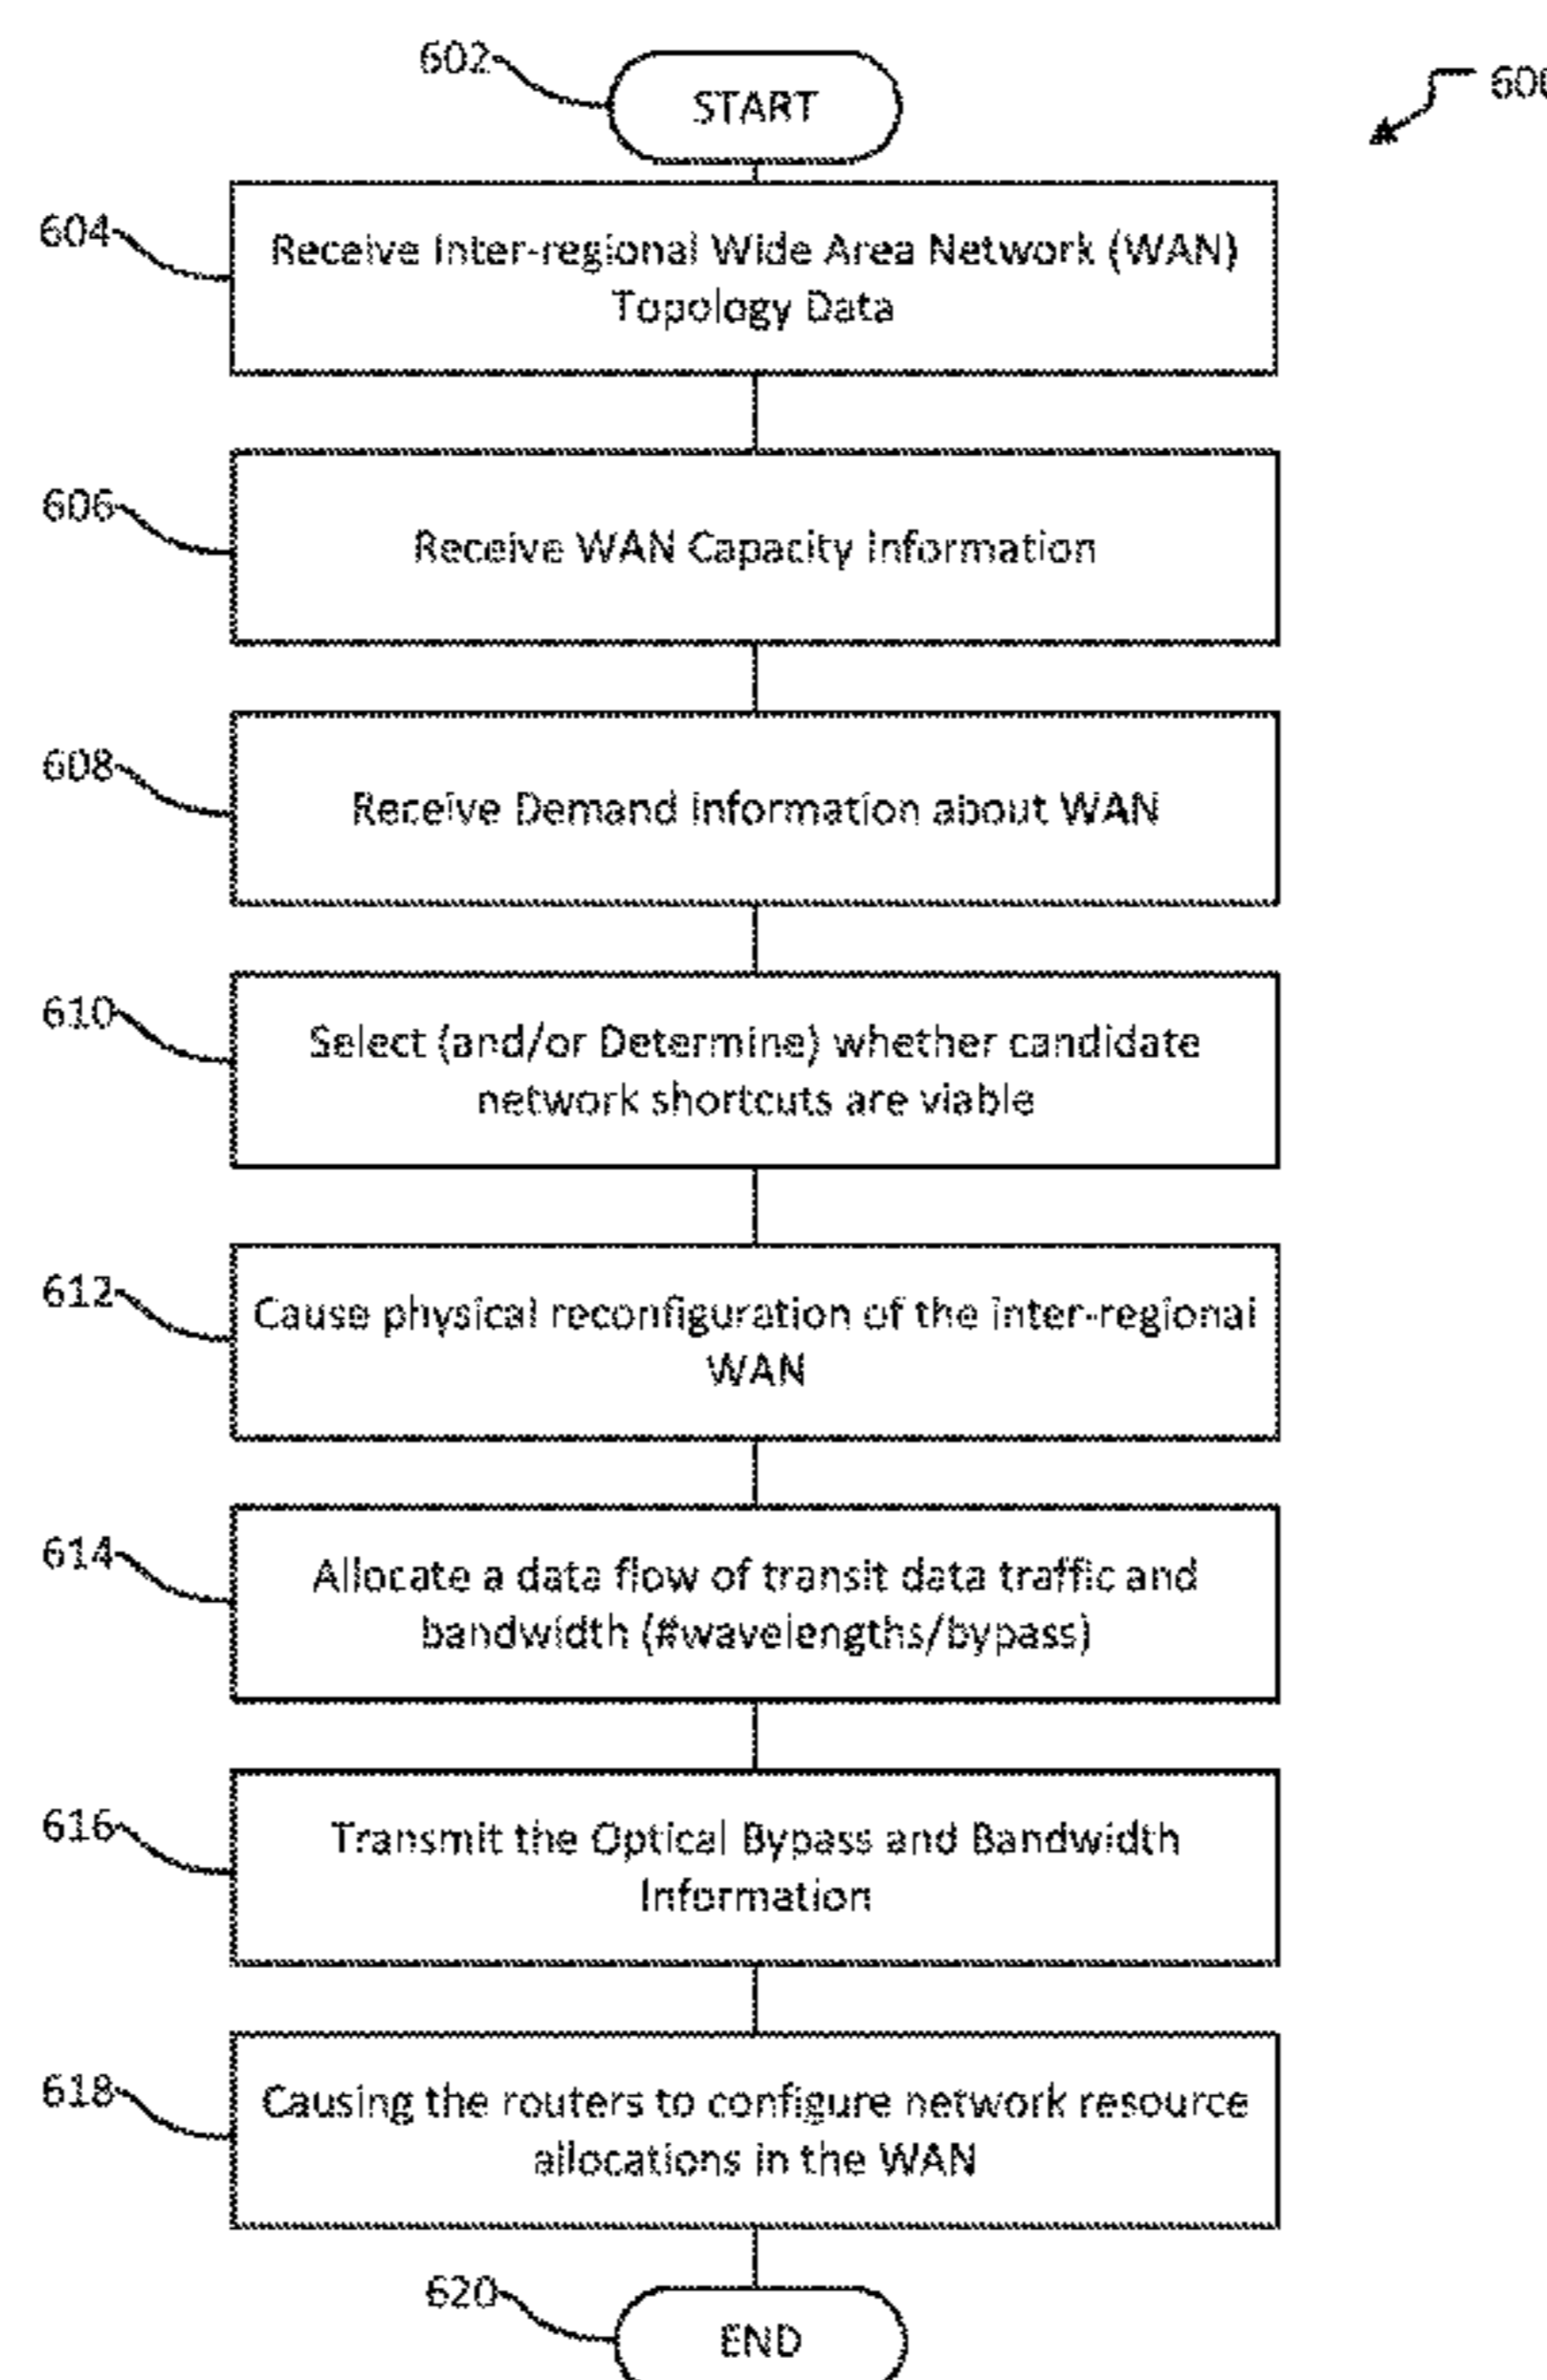 602
START
600
604
Receive Inter-regional Wide Area Network (WAN)
Topology Data
606
Receive WAN Capacity Information
608
Receive Demand Information about WAN
610
Select (and/or Determine) whether candidate
network shortcuts are viable
612
Cause physical reconfiguration of the inter-regional
WAN
614
Allocate a data flow of transit data traffic and
bandwidth (#wavelengths/bypass)
616
Transmit the Optical Bypass and Bandwidth
Information
618
Causing the routers to configure network resource
allocations in the WAN
620
END